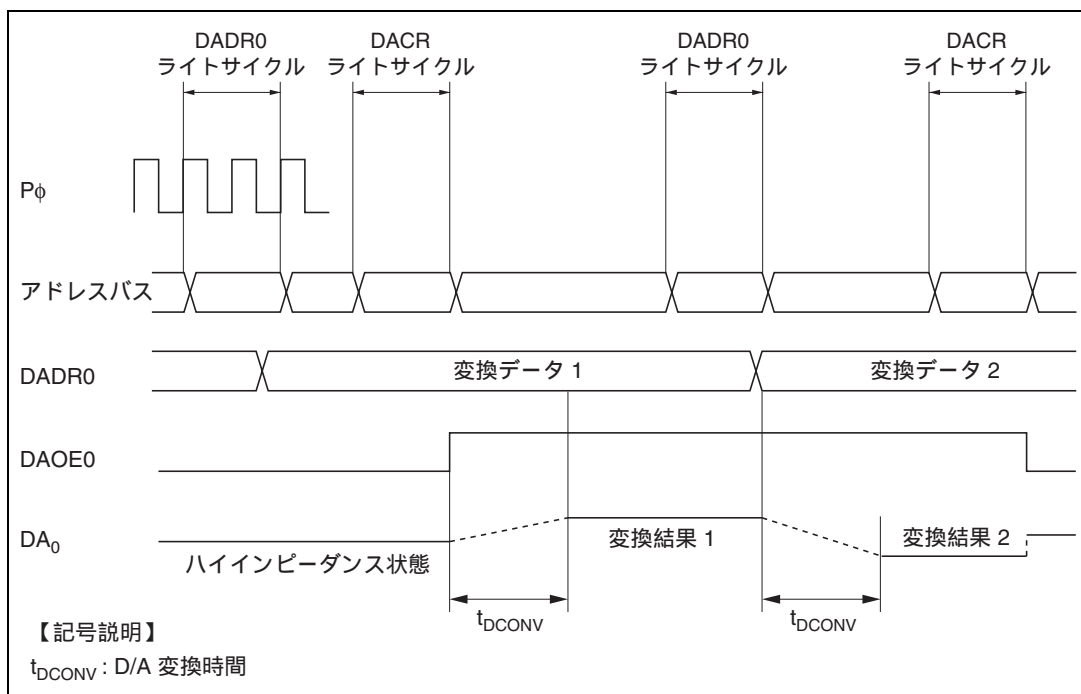 DADR0
ライトサイクル
DACR
ライトサイクル
DADR0
ライトサイクル
DACR
ライトサイクル
Pφ
アドレスバス
DADR0
変換データ 1
変換データ 2
DAOE0
DA0
ハイインピーダンス状態
変換結果 1
変換結果 2
tDCONV
tDCONV
【記号説明】
tDCONV : D/A 変換時間